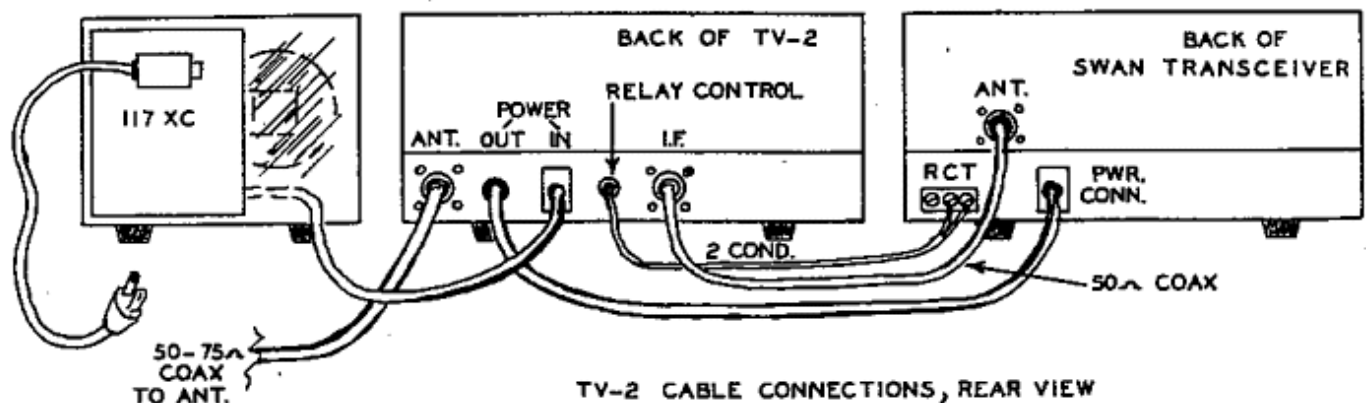 117 XC
BACK OF TV-2
RELAY CONTROL
POWER
ANT. OUT IN I.F.
BACK OF
SWAN TRANSCEIVER
ANT.
R C T
PWR.
CONN.
2 COND.
50Ω COAX
50-75Ω
COAX
TO ANT.
TV-2 CABLE CONNECTIONS, REAR VIEW